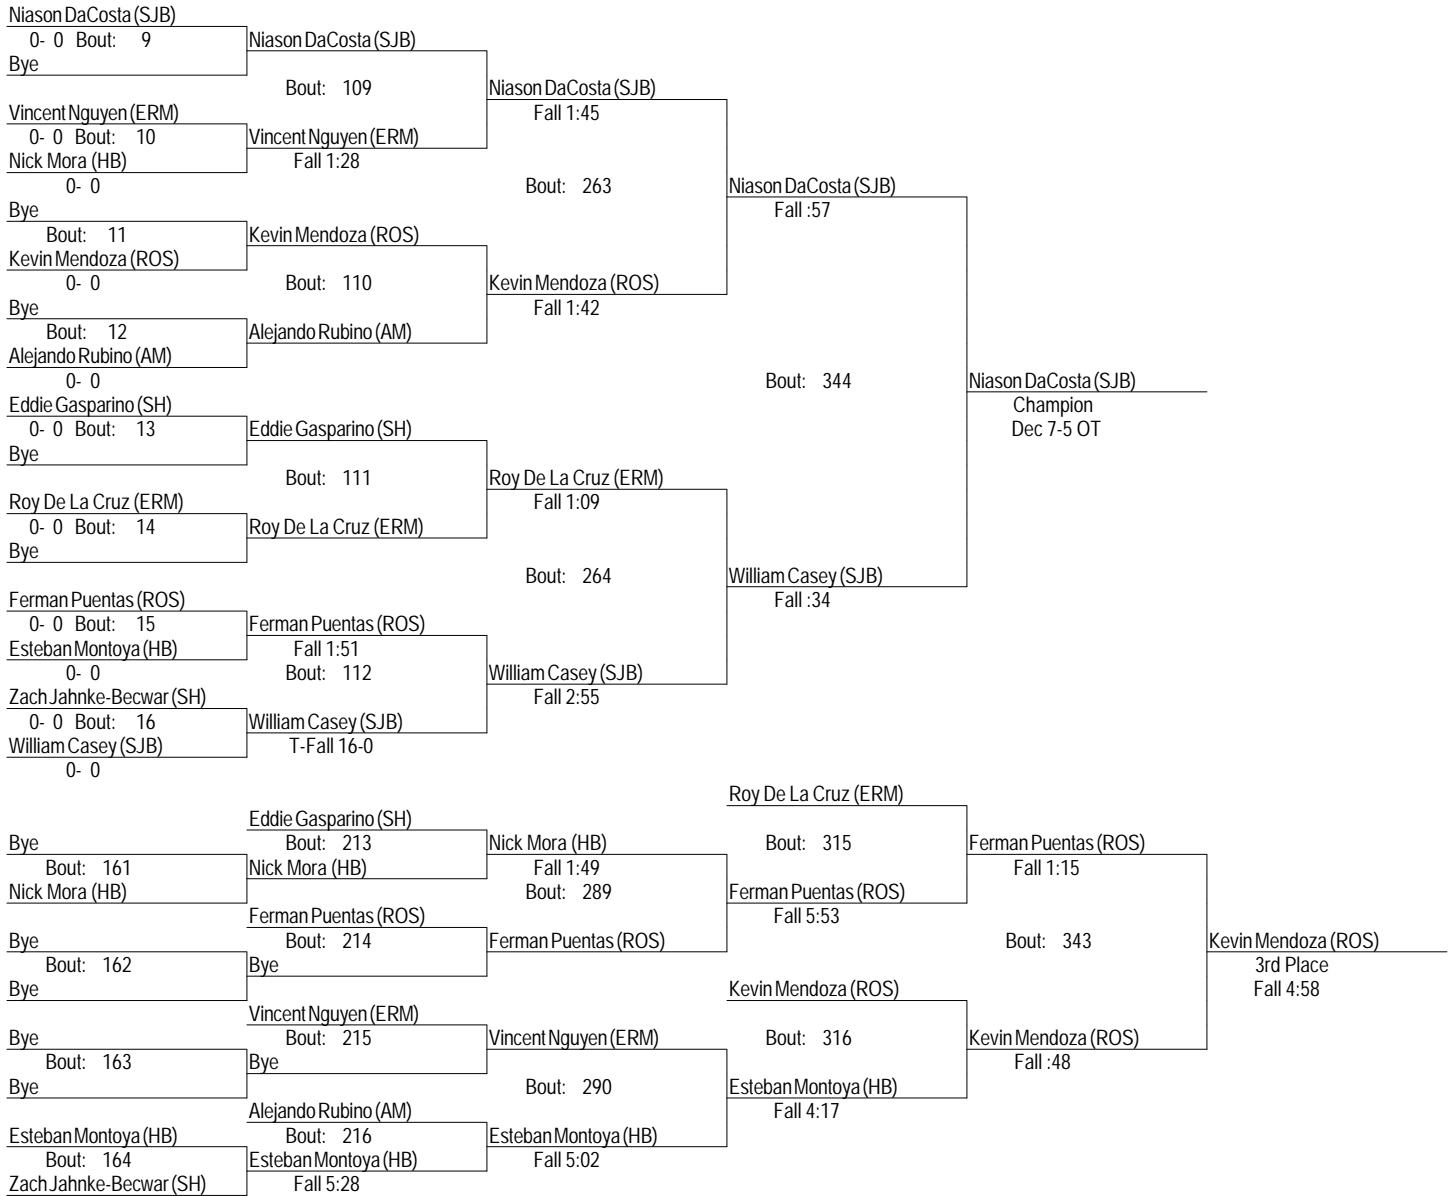 Niason DaCosta (SJB)
0- 0 Bout: 9
Niason DaCosta (SJB)
Bye
Bout: 109
Niason DaCosta (SJB)
Fall 1:45
Vincent Nguyen (ERM)
0- 0 Bout: 10
Vincent Nguyen (ERM)
Nick Mora (HB)
Fall 1:28
0- 0
Bout: 263
Niason DaCosta (SJB)
Fall :57
Bye
Bout: 11
Kevin Mendoza (ROS)
Kevin Mendoza (ROS)
0- 0
Bout: 110
Kevin Mendoza (ROS)
Fall 1:42
Bye
Bout: 12
Alejando Rubino (AM)
Alejando Rubino (AM)
0- 0
Bout: 344
Niason DaCosta (SJB)
Champion
Dec 7-5 OT
Eddie Gasparino (SH)
0- 0 Bout: 13
Eddie Gasparino (SH)
Bye
Bout: 111
Roy De La Cruz (ERM)
Fall 1:09
Roy De La Cruz (ERM)
0- 0 Bout: 14
Roy De La Cruz (ERM)
Bye
Bout: 264
William Casey (SJB)
Fall :34
Ferman Puentas (ROS)
0- 0 Bout: 15
Ferman Puentas (ROS)
Esteban Montoya (HB)
Fall 1:51
0- 0
Bout: 112
William Casey (SJB)
Fall 2:55
Zach Jahnke-Becwar (SH)
0- 0 Bout: 16
William Casey (SJB)
William Casey (SJB)
T-Fall 16-0
0- 0
Roy De La Cruz (ERM)
Eddie Gasparino (SH)
Bye
Bout: 213
Nick Mora (HB)
Bout: 315
Ferman Puentas (ROS)
Bout: 161
Nick Mora (HB)
Fall 1:49
Fall 1:15
Nick Mora (HB)
Bout: 289
Ferman Puentas (ROS)
Ferman Puentas (ROS)
Fall 5:53
Bye
Bout: 214
Ferman Puentas (ROS)
Bout: 343
Kevin Mendoza (ROS)
Bout: 162
Bye
3rd Place
Bye
Kevin Mendoza (ROS)
Fall 4:58
Vincent Nguyen (ERM)
Bye
Bout: 215
Vincent Nguyen (ERM)
Bout: 316
Kevin Mendoza (ROS)
Bout: 163
Bye
Fall :48
Bye
Bout: 290
Esteban Montoya (HB)
Alejando Rubino (AM)
Fall 4:17
Esteban Montoya (HB)
Bout: 216
Esteban Montoya (HB)
Bout: 164
Esteban Montoya (HB)
Fall 5:02
Zach Jahnke-Becwar (SH)
Fall 5:28